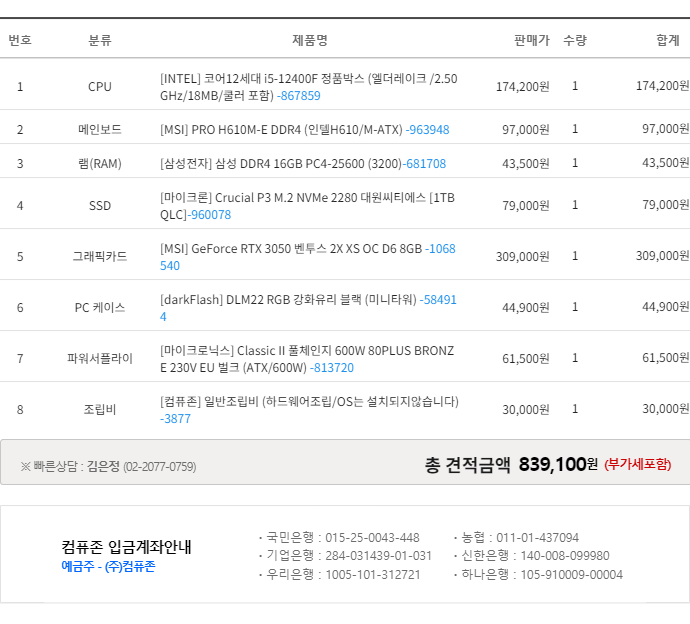 번호 분류 제품명 판매가 수량 합계
1 CPU [INTEL] 코어12세대 i5-12400F 정품박스 (엘더레이크 /2.50
GHz/18MB/쿨러 포함) -867859 174,200원 1 174,200원
2 메인보드 [MSI] PRO H610M-E DDR4 (인텔H610/M-ATX) -963948 97,000원 1 97,000원
3 램(RAM) [삼성전자] 삼성 DDR4 16GB PC4-25600 (3200)-681708 43,500원 1 43,500원
4 SSD [마이크론] Crucial P3 M.2 NVMe 2280 대원씨티에스 [1TB
QLC]-960078 79,000원 1 79,000원
5 그래픽카드 [MSI] GeForce RTX 3050 벤투스 2X XS OC D6 8GB -1068
540 309,000원 1 309,000원
6 PC 케이스 [darkFlash] DLM22 RGB 강화유리 블랙 (미니타워) -58491
4 44,900원 1 44,900원
7 파워서플라이 [마이크로닉스] Classic II 풀체인지 600W 80PLUS BRONZ
E 230V EU 벌크 (ATX/600W) -813720 61,500원 1 61,500원
8 조립비 [컴퓨존] 일반조립비 (하드웨어조립/OS는 설치되지않습니다)
-3877 30,000원 1 30,000원
※ 빠른상담 : 김은정 (02-2077-0759) 총 견적금액 839,100원 (부가세포함)
컴퓨존 입금계좌안내
예금주 - (주)컴퓨존
· 국민은행 : 015-25-0043-448 · 농협 : 011-01-437094
· 기업은행 : 284-031439-01-031 · 신한은행 : 140-008-099980
· 우리은행 : 1005-101-312721 · 하나은행 : 105-910009-00004